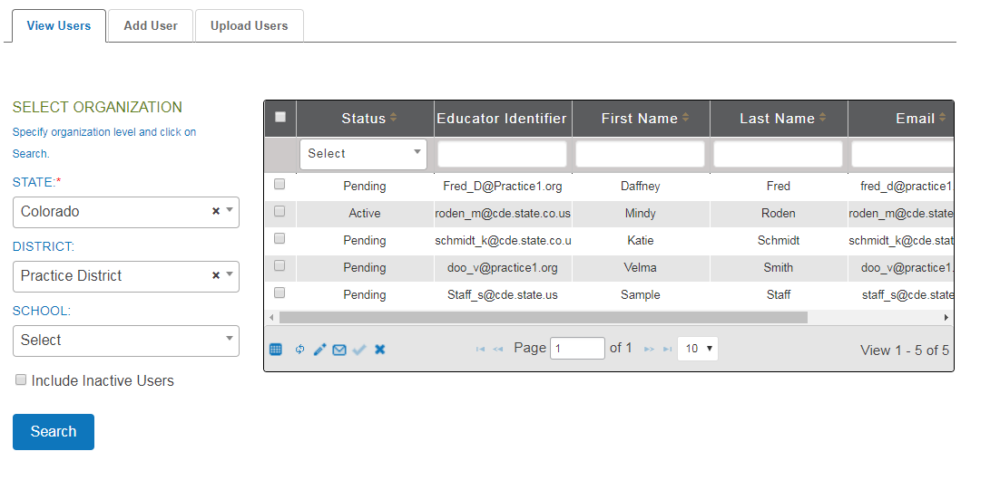 View Users Add User Upload Users
SELECT ORGANIZATION
Specify organization level and click on
Search.
STATE:*
Colorado
DISTRICT:
Practice District
SCHOOL:
Select
Include Inactive Users
Search
Status Educator Identifier First Name Last Name Email
Select
Pending Fred_D@Practice1.org Daffney Fred fred_d@practice1
Active roden_m@cde.state.co.us Mindy Roden roden_m@cde.state
Pending schmidt_k@cde.state.co.u Katie Schmidt schmidt_k@cde.stat
Pending doo_v@practice1.org Velma Smith doo_v@practice1.
Pending Staff_s@cde.state.us Sample Staff staff_s@cde.state
Page 1 of 1 10 View 1 - 5 of 5